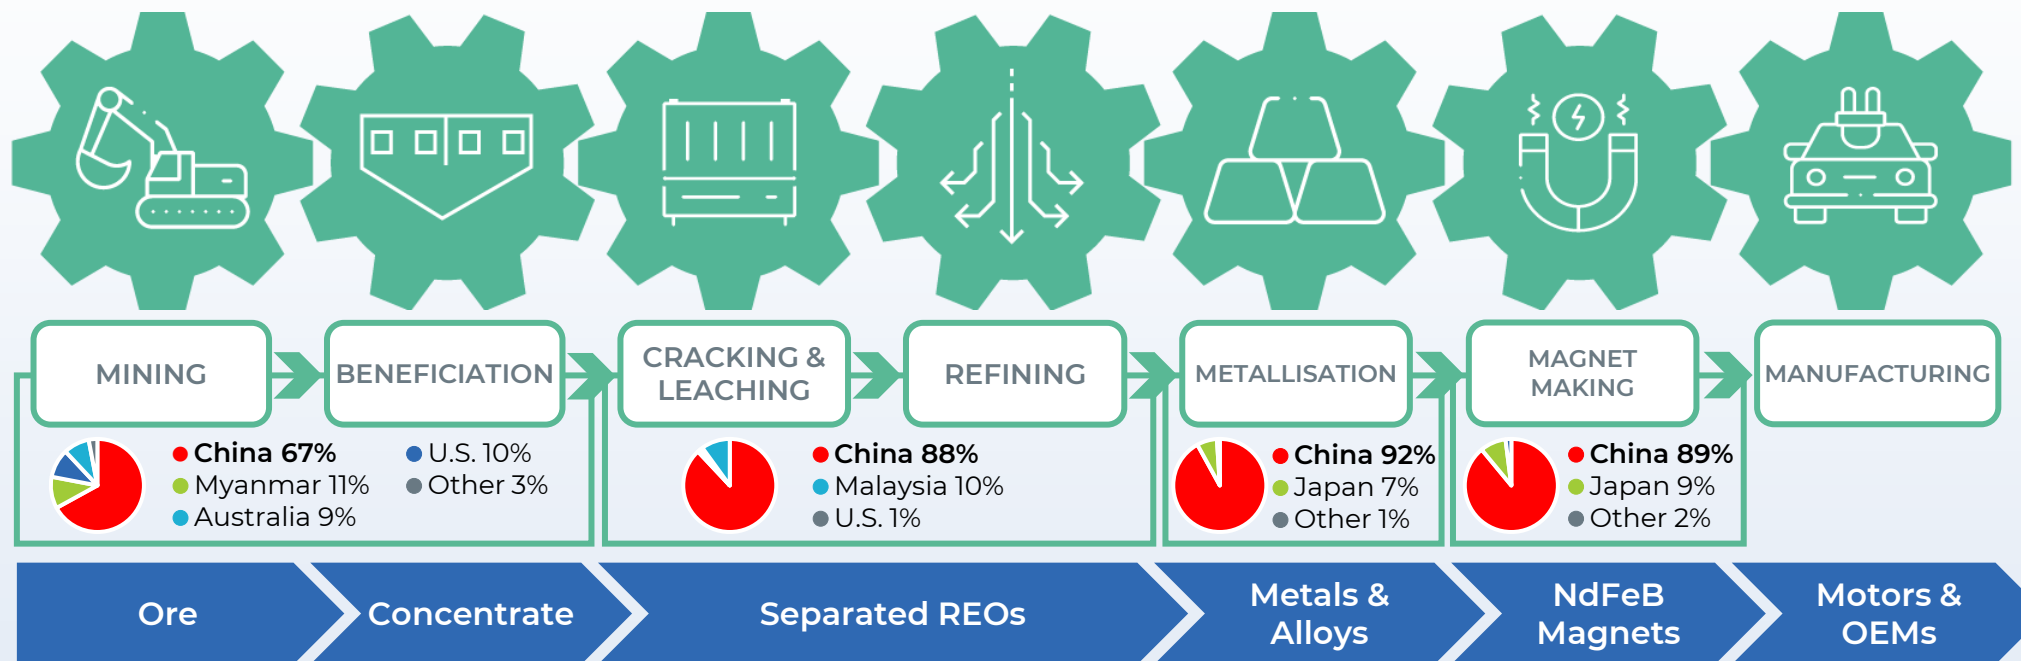 MINING
BENEFICIATION
CRACKING &
LEACHING
REFINING
METALLISATION
MAGNET
MAKING
MANUFACTURING
China 67%
Myanmar 11%
Australia 9%
U.S. 10%
Other 3%
China 88%
Malaysia 10%
U.S. 1%
China 92%
Japan 7%
Other 1%
China 89%
Japan 9%
Other 2%
Ore
Concentrate
Separated REOs
Metals &
Alloys
NdFeB
Magnets
Motors &
OEMs